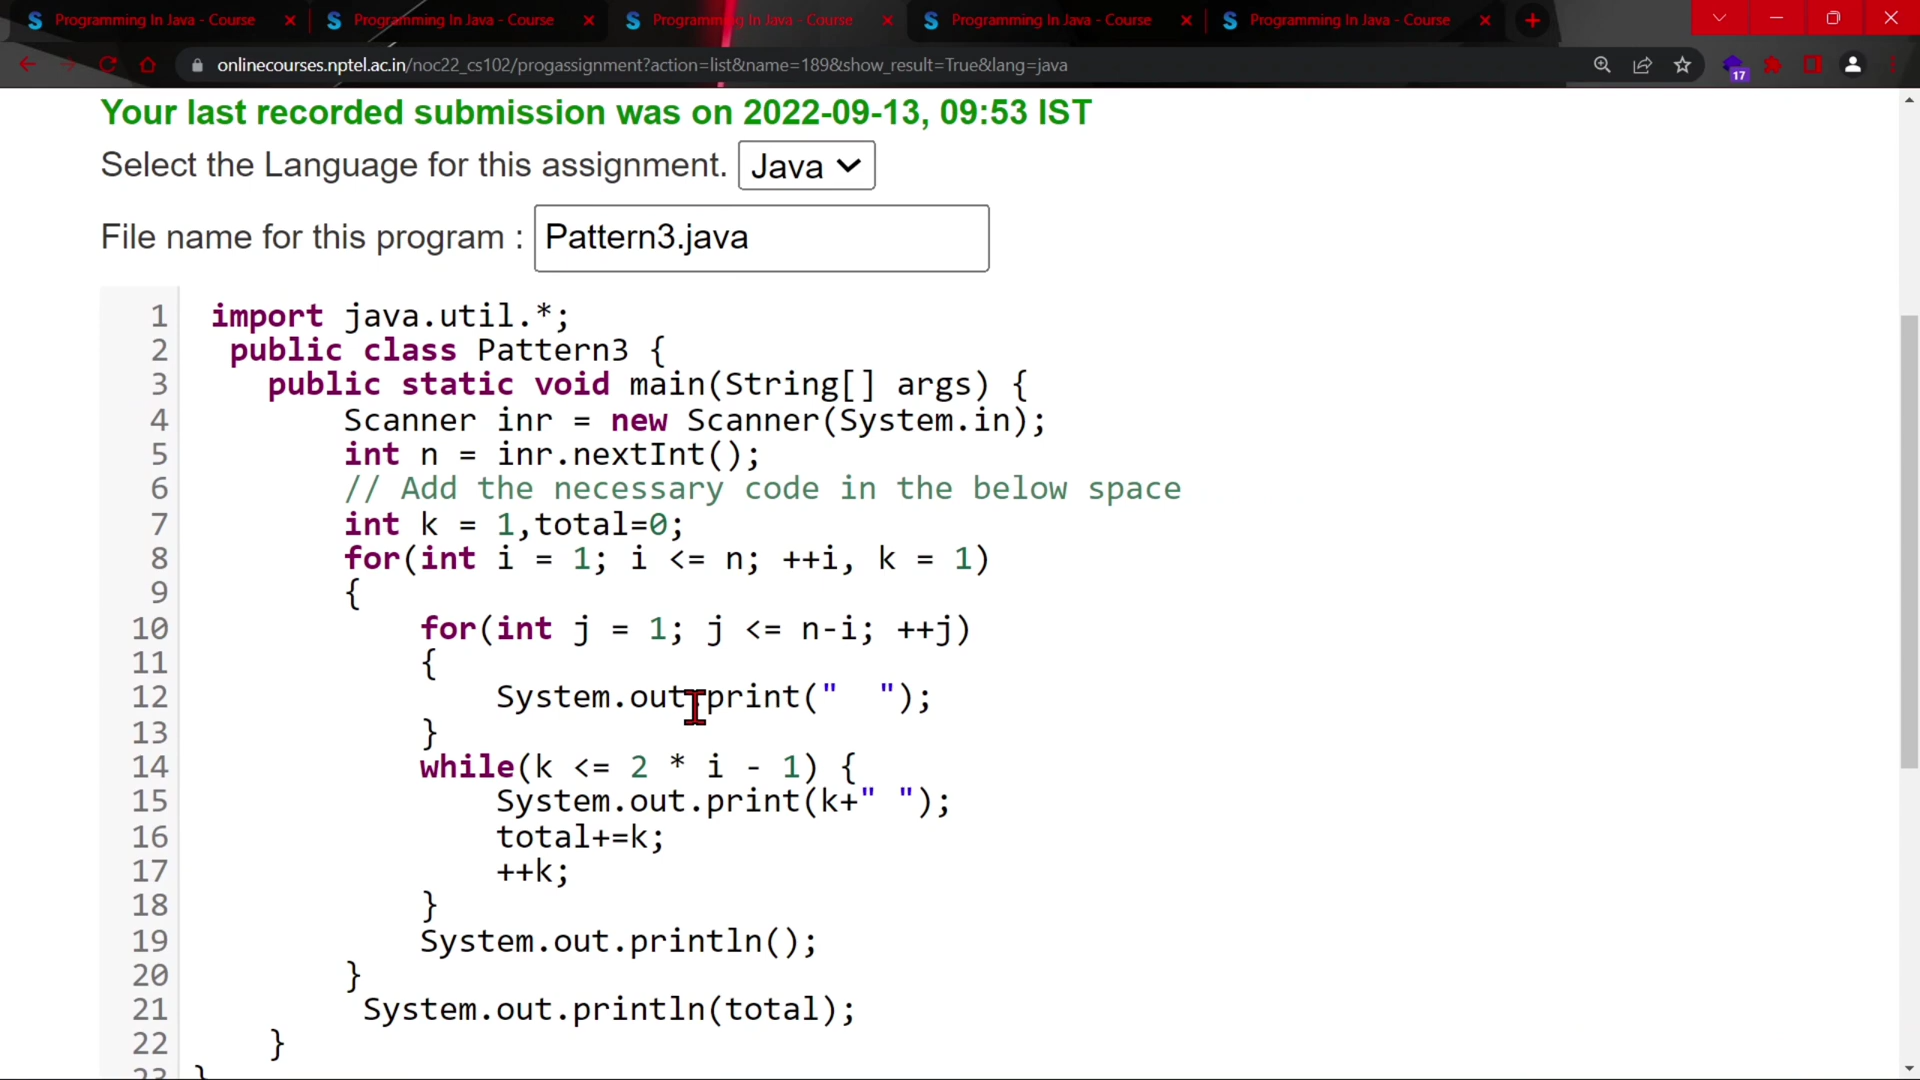 Programming In Java - Course
Programming In Java - Course
Programming In Java - Course
Programming In Java - Course
Programming In Java - Course
onlinecourses.nptel.ac.in/noc22_cs102/progassignment?action=list&name=189&show_result=True&lang=java
17
Your last recorded submission was on 2022-09-13, 09:53 IST
Select the Language for this assignment. Java
File name for this program : Pattern3.java
1 import java.util.*;
2 public class Pattern3 {
3 public static void main(String[] args) {
4 Scanner inr = new Scanner(System.in);
5 int n = inr.nextInt();
6 // Add the necessary code in the below space
7 int k = 1,total=0;
8 for(int i = 1; i <= n; ++i, k = 1)
9 {
10 for(int j = 1; j <= n-i; ++j)
11 {
12 System.out.print("  ");
13 }
14 while(k <= 2 * i - 1) {
15 System.out.print(k+" ");
16 total+=k;
17 ++k;
18 }
19 System.out.println();
20 }
21 System.out.println(total);
22 }
23 }